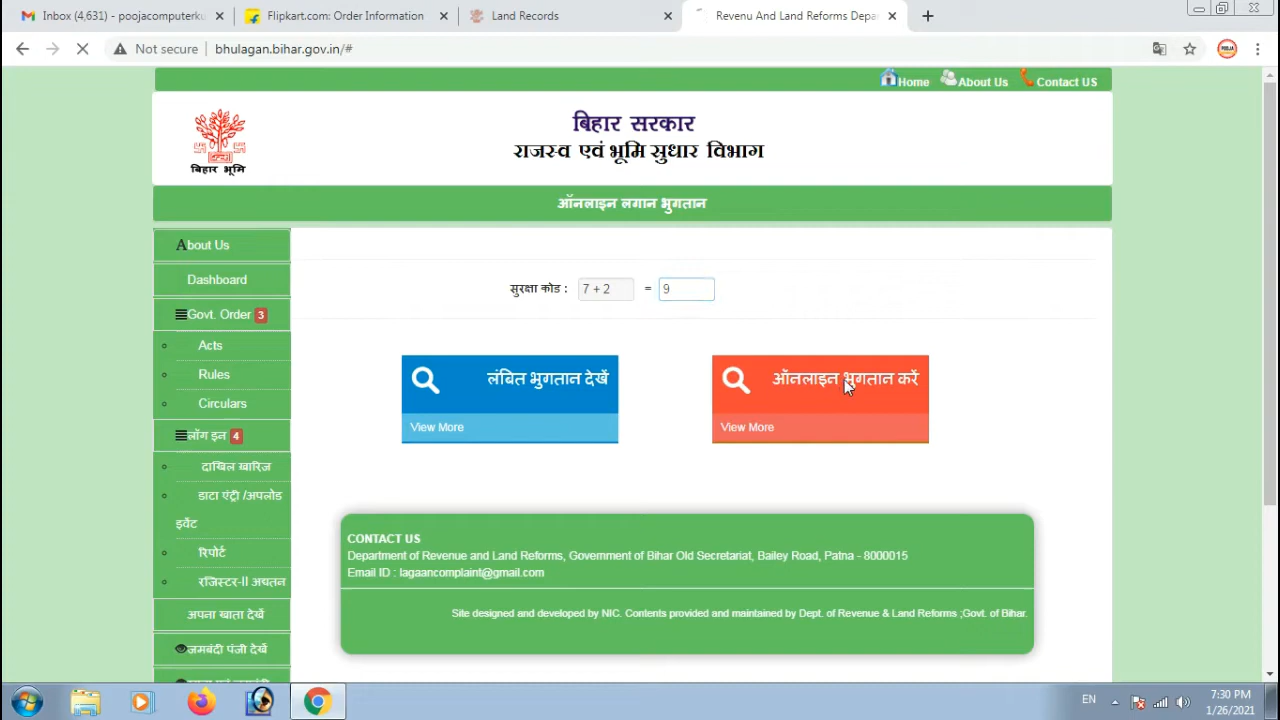 Inbox (4,631) - poojacomputerku
Flipkart.com: Order Information
Land Records
Revenu And Land Reforms Depa
Not secure
bhulagan.bihar.gov.in/#
Home
About Us
Contact US
बिहार भूमि
बिहार सरकार
राजस्व एवं भूमि सुधार विभाग
ऑनलाइन लगान भुगतान
About Us
Dashboard
Govt. Order 3
Acts
Rules
Circulars
लॉग इन 4
दाखिल खारिज
डाटा एंट्री /अपलोड
इवेंट
रिपोर्ट
रजिस्टर-II अद्यतन
अपना खाता देखें
जमबंदी पंजी देखें
सुरक्षा कोड : 7 + 2 = 9
लंबित भुगतान देखें
View More
ऑनलाइन भुगतान करें
View More
CONTACT US
Department of Revenue and Land Reforms, Government of Bihar Old Secretariat, Bailey Road, Patna - 8000015
Email ID : lagaancomplaint@gmail.com
Site designed and developed by NIC. Contents provided and maintained by Dept. of Revenue & Land Reforms ;Govt. of Bihar.
EN
7:30 PM
1/26/2021